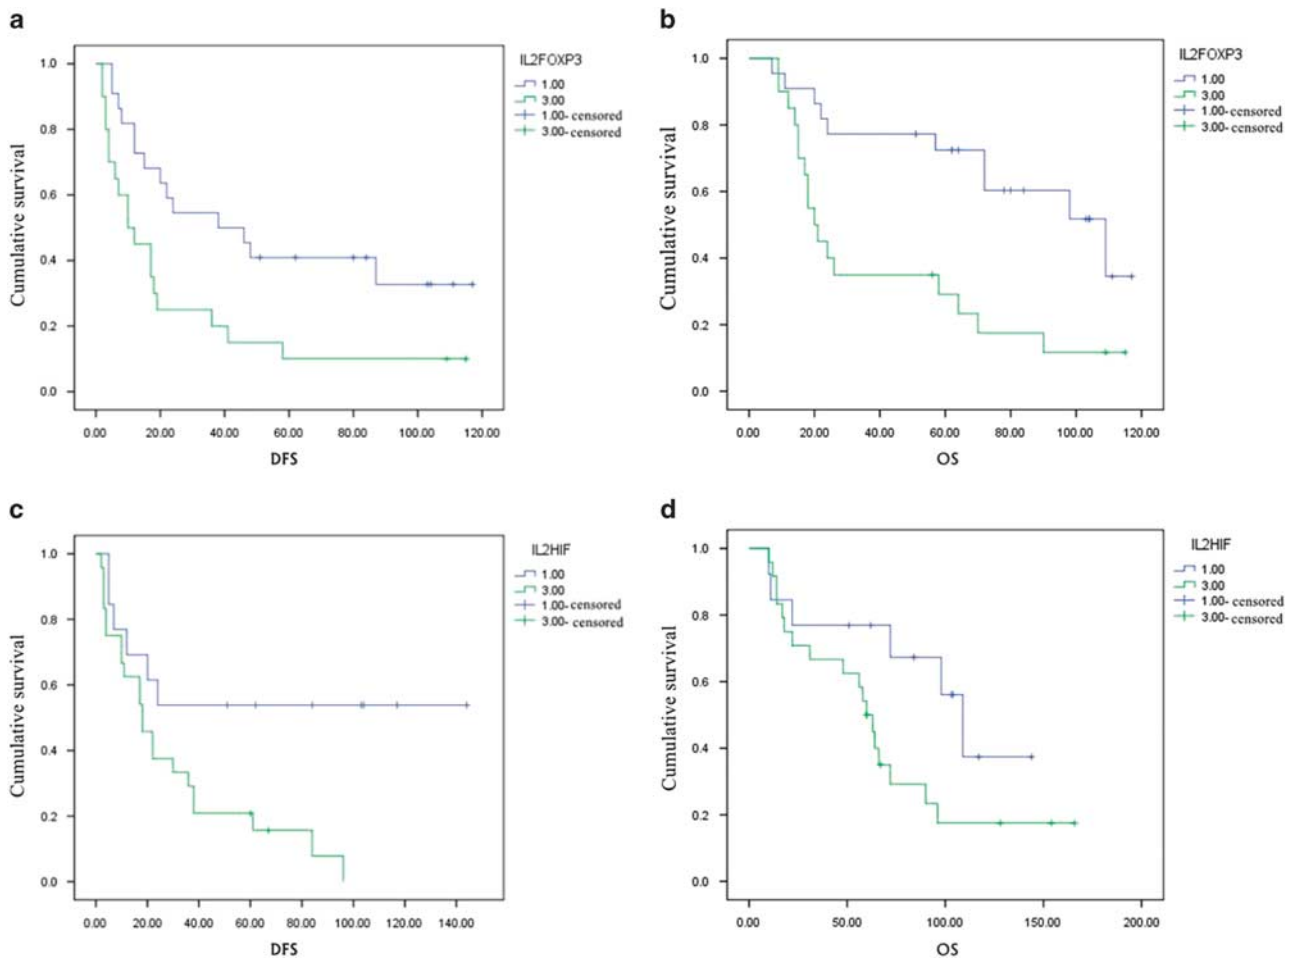 a
IL2FOXP3
1.00
3.00
1.00- censored
3.00- censored
Cumulative survival
1.0
0.8
0.6
0.4
0.2
0.0
0.00 20.00 40.00 60.00 80.00 100.00 120.00
DFS
b
IL2FOXP3
1.00
3.00
1.00-censored
3.00-censored
Cumulative survival
1.0
0.8
0.6
0.4
0.2
0.0
0.00 20.00 40.00 60.00 80.00 100.00 120.00
OS
c
IL2HIF
1.00
3.00
1.00- censored
3.00- censored
Cumulative survival
1.0
0.8
0.6
0.4
0.2
0.0
0.00 20.00 40.00 60.00 80.00 100.00 120.00 140.00
DFS
d
IL2HIF
1.00
3.00
1.00- censored
3.00- censored
Cumulative survival
1.0
0.8
0.6
0.4
0.2
0.0
0.00 50.00 100.00 150.00 200.00
OS